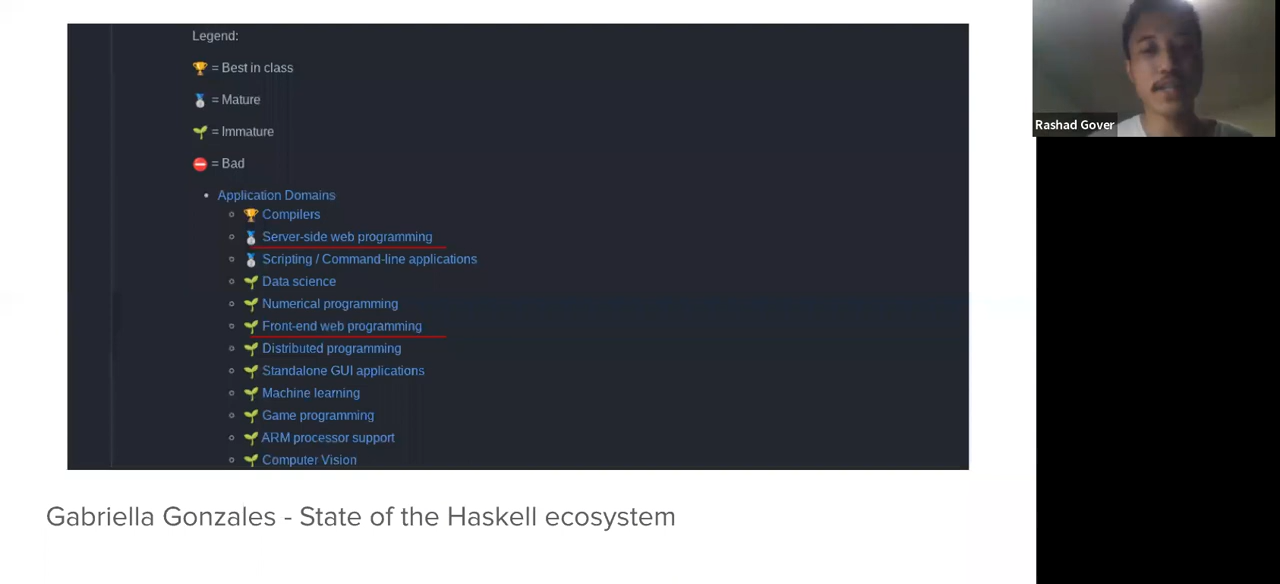 Legend:
🏆 = Best in class
🥈 = Mature
🌱 = Immature
⛔ = Bad
Application Domains
🏆 Compilers
🥈 Server-side web programming
🥈 Scripting / Command-line applications
🌱 Data science
🌱 Numerical programming
🌱 Front-end web programming
🌱 Distributed programming
🌱 Standalone GUI applications
🌱 Machine learning
🌱 Game programming
🌱 ARM processor support
🌱 Computer Vision
Gabriella Gonzales - State of the Haskell ecosystem
Rashad Gover